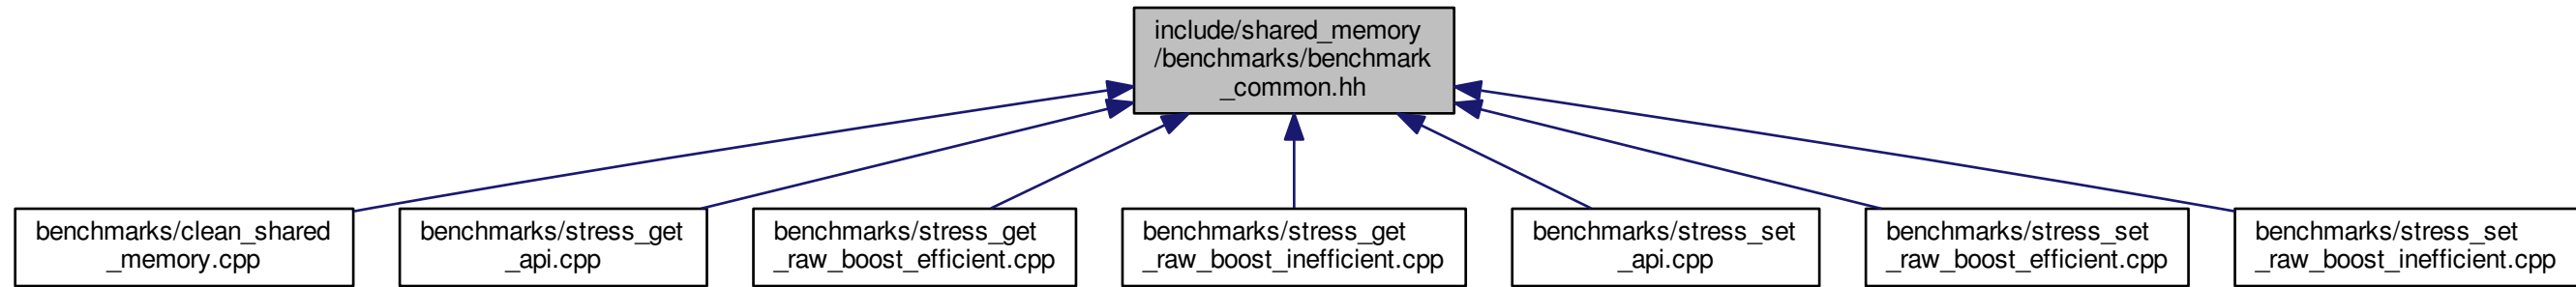 include/shared_memory
/benchmarks/benchmark
_common.hh
benchmarks/clean_shared
_memory.cpp
benchmarks/stress_get
_api.cpp
benchmarks/stress_get
_raw_boost_efficient.cpp
benchmarks/stress_get
_raw_boost_inefficient.cpp
benchmarks/stress_set
_api.cpp
benchmarks/stress_set
_raw_boost_efficient.cpp
benchmarks/stress_set
_raw_boost_inefficient.cpp